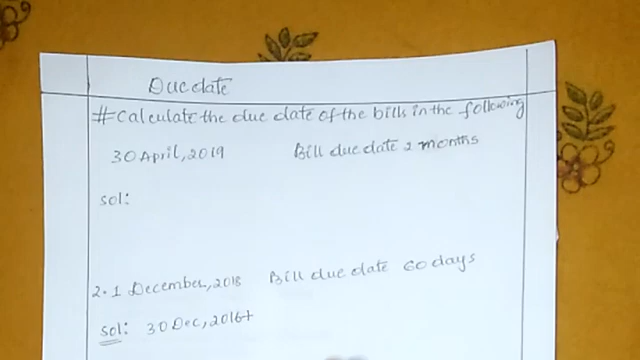 Due date
# Calculate the due date of the bills in the following
30 April, 2019 Bill due date 2 months
sol:
2. 1 December, 2018 Bill due date 60 days
sol: 30 Dec, 2016+